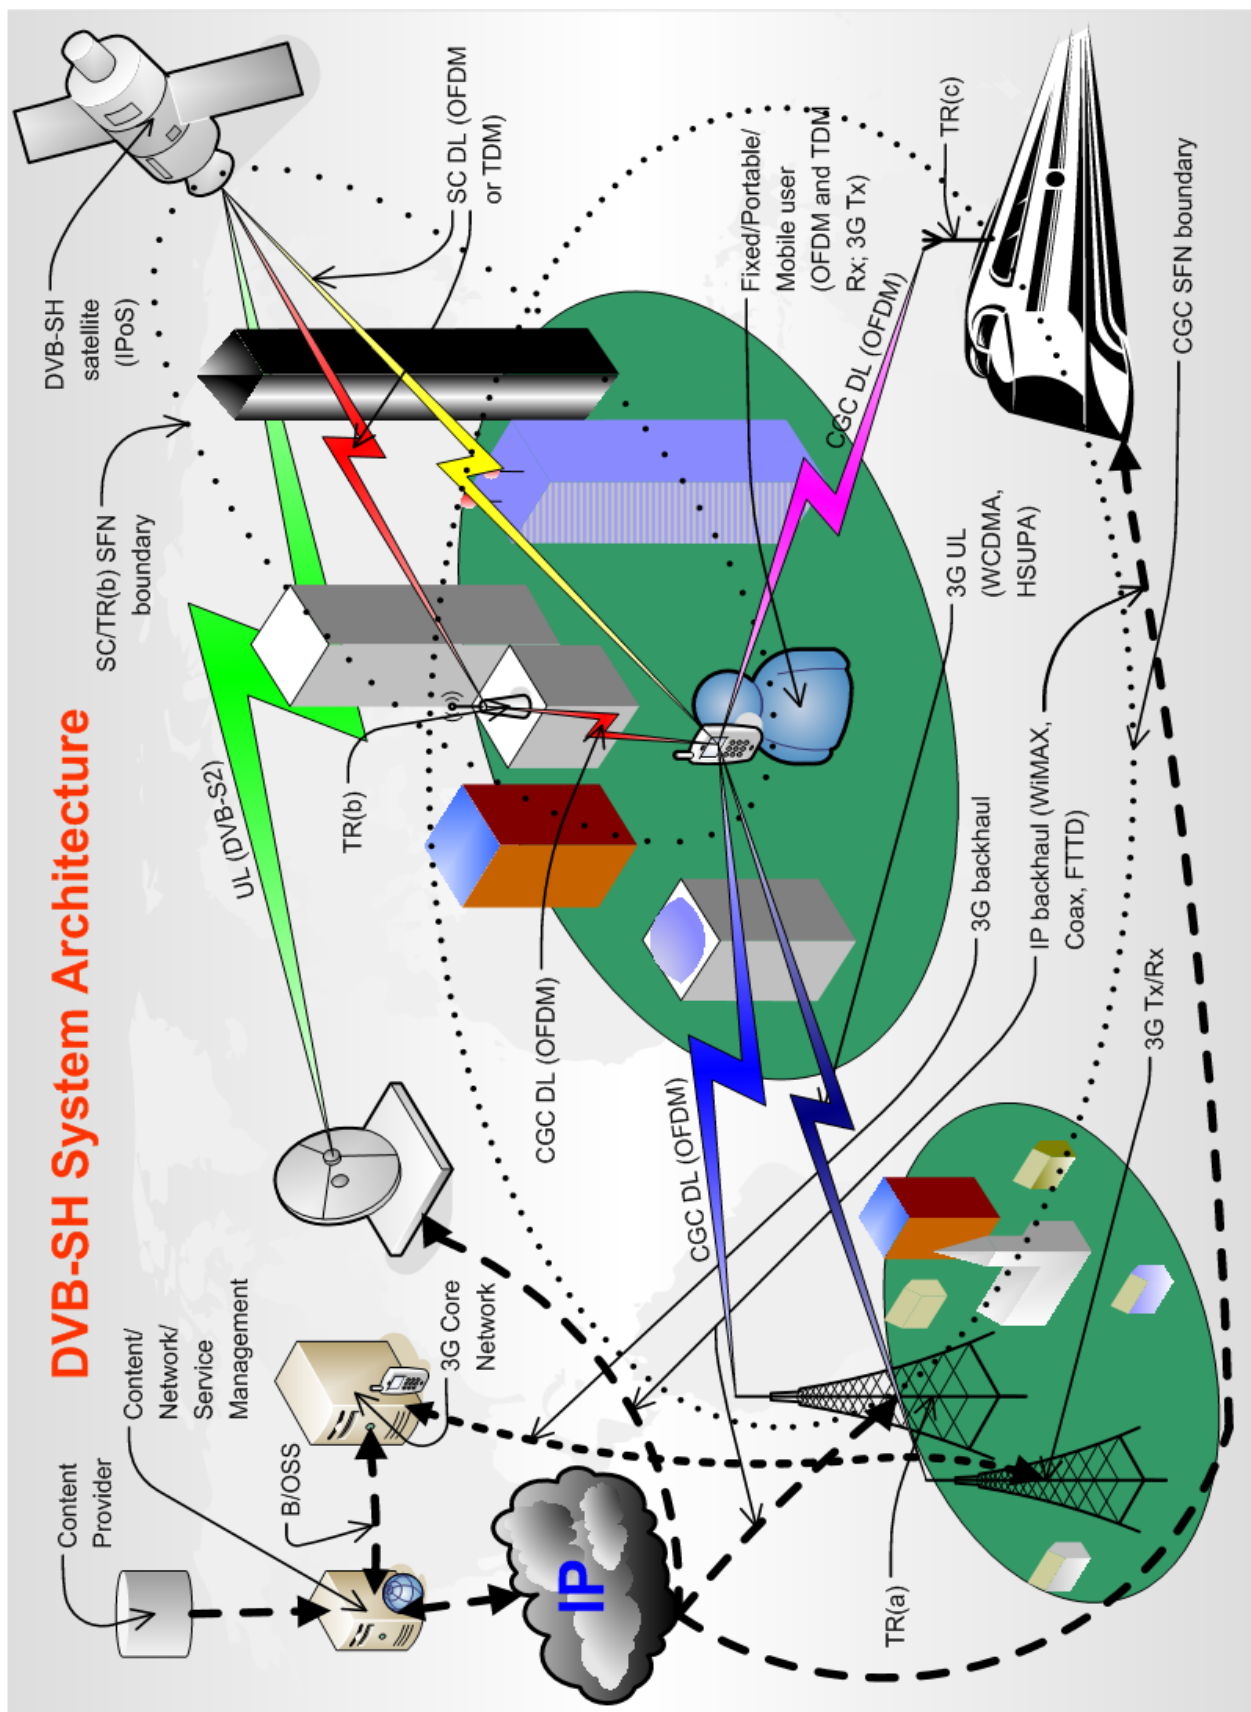 DVB-SH System Architecture
Content
Provider
Content/
Network/
Service
Management
B/OSS
3G Core
Network
IP
UL (DVB-S2)
SC/TR(b) SFN
boundary
DVB-SH
satellite
(IPoS)
SC DL (OFDM
or TDM)
TR(b)
CGC DL (OFDM)
Fixed/Portable/
Mobile user
(OFDM and TDM
Rx; 3G Tx)
TR(c)
CGC DL (OFDM)
CGC DL (OFDM)
3G UL
(WCDMA,
HSUPA)
3G backhaul
IP backhaul (WiMAX,
Coax, FTTD)
3G Tx/Rx
TR(a)
CGC SFN boundary